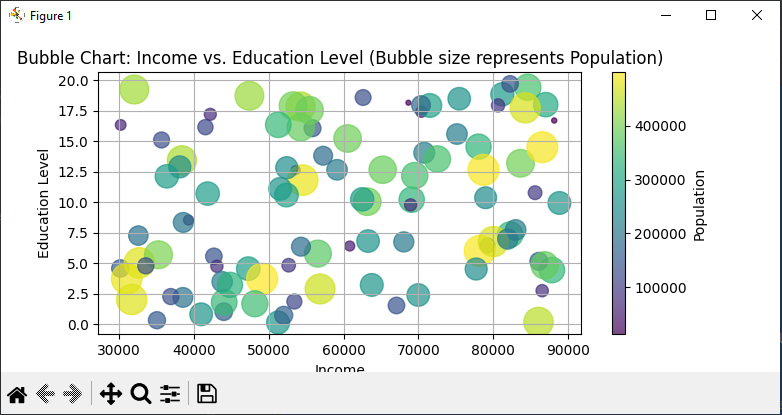 Figure 1
Bubble Chart: Income vs. Education Level (Bubble size represents Population)
20.0
17.5
15.0
12.5
10.0
7.5
5.0
2.5
0.0
Education Level
30000 40000 50000 60000 70000 80000 90000
Income
400000
300000
200000
100000
Population